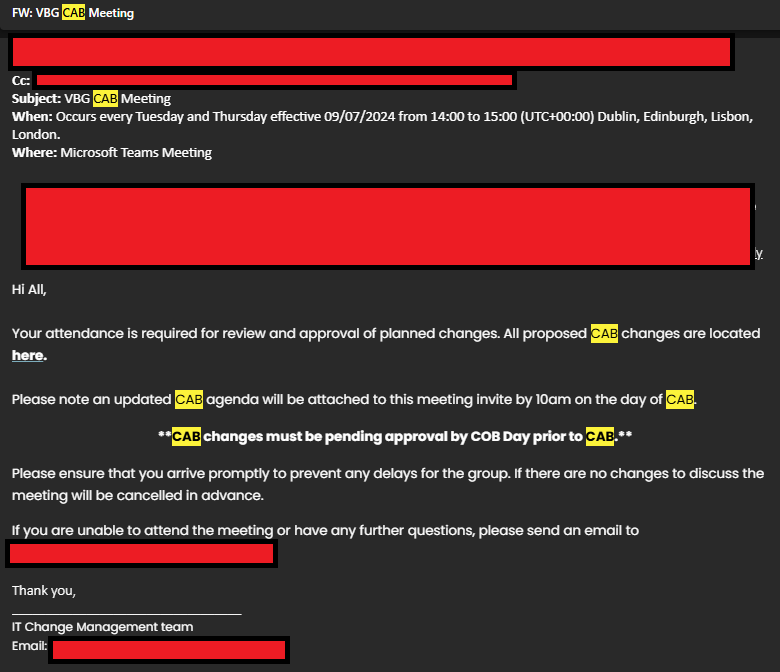 FW: VBG CAB Meeting
Cc:
Subject: VBG CAB Meeting
When: Occurs every Tuesday and Thursday effective 09/07/2024 from 14:00 to 15:00 (UTC+00:00) Dublin, Edinburgh, Lisbon,
London.
Where: Microsoft Teams Meeting
Hi All,
Your attendance is required for review and approval of planned changes. All proposed CAB changes are located
here.
Please note an updated CAB agenda will be attached to this meeting invite by 10am on the day of CAB.
**CAB changes must be pending approval by COB Day prior to CAB.**
Please ensure that you arrive promptly to prevent any delays for the group. If there are no changes to discuss the
meeting will be cancelled in advance.
If you are unable to attend the meeting or have any further questions, please send an email to
Thank you,
IT Change Management team
Email: